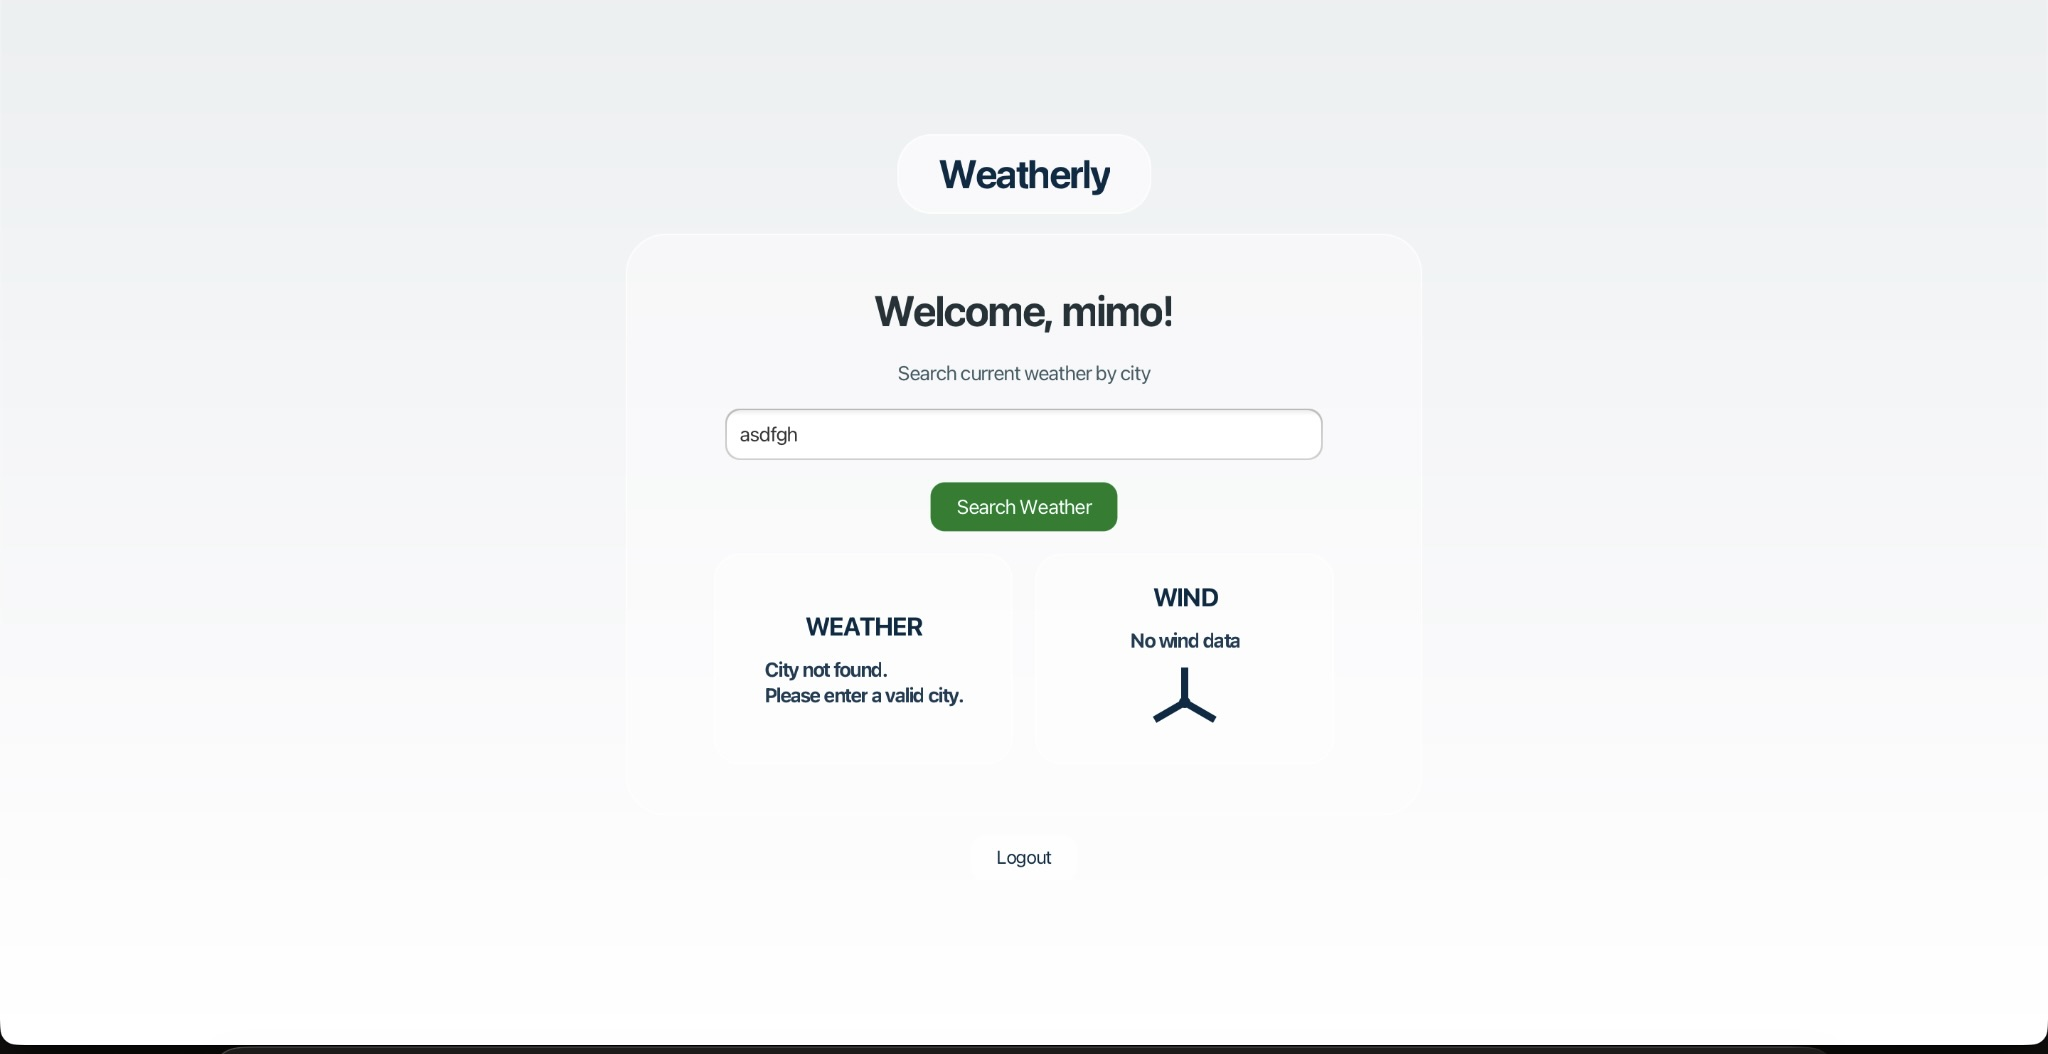 Weatherly
Welcome, mimo!
Search current weather by city
asdfgh
Search Weather
WEATHER
City not found.
Please enter a valid city.
WIND
No wind data
Logout